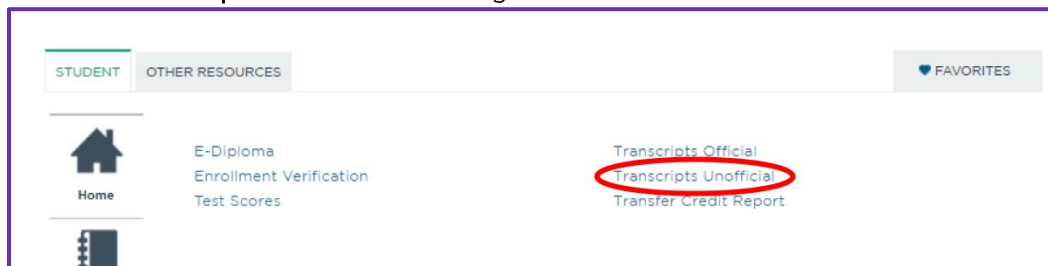 STUDENT OTHER RESOURCES FAVORITES
E-Diploma Transcripts Official
Enrollment Verification Transcripts Unofficial
Home Test Scores Transfer Credit Report